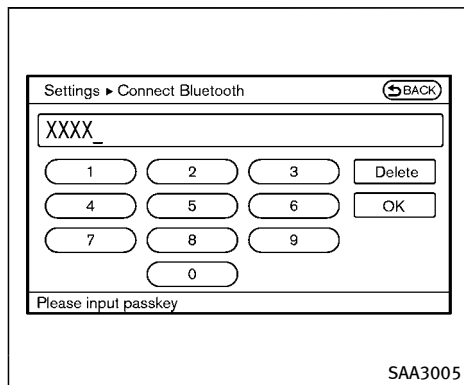 Settings ▸ Connect Bluetooth BACK
XXXX_
1 2 3 Delete
4 5 6 OK
7 8 9
0
Please input passkey
SAA3005